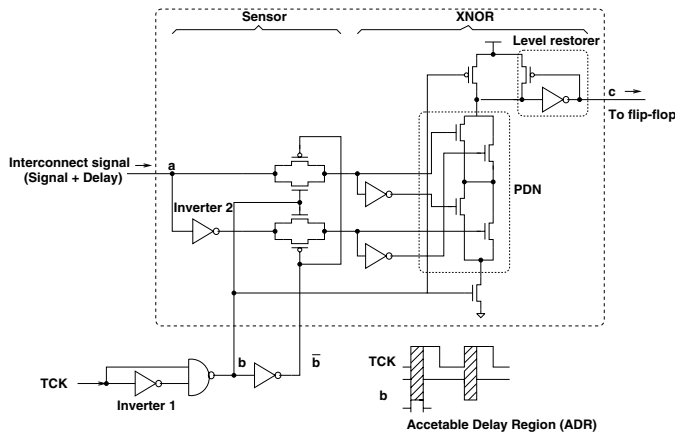 Sensor
XNOR
Level restorer
c
To flip-flop
Interconnect signal
(Signal + Delay)
a
PDN
Inverter 2
b
b̅
TCK
Inverter 1
TCK
b
Accetable Delay Region (ADR)